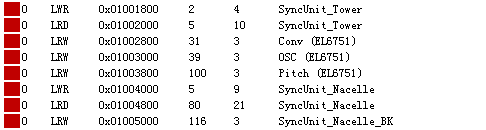 0 LWR 0x01001800 2 4 SyncUnit_Tower
0 LRD 0x01002000 5 10 SyncUnit_Tower
0 LRW 0x01002800 31 3 Conv (EL6751)
0 LRW 0x01003000 39 3 OSC (EL6751)
0 LRW 0x01003800 100 3 Pitch (EL6751)
0 LWR 0x01004000 5 9 SyncUnit_Nacelle
0 LRD 0x01004800 80 21 SyncUnit_Nacelle
0 LRW 0x01005000 116 3 SyncUnit_Nacelle_BK